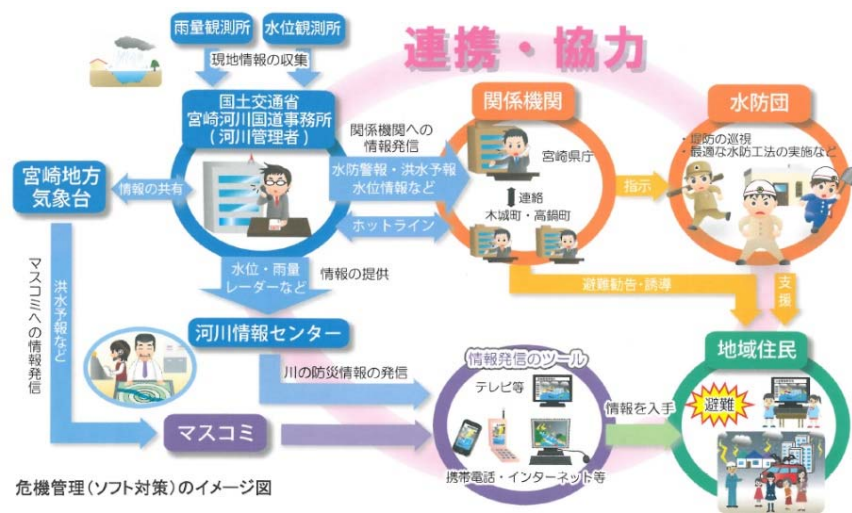 雨量観測所
水位観測所
現地情報の収集
連携・協力
国土交通省
宮崎河川国道事務所
(河川管理者)
関係機関への
情報発信
関係機関
水防団
・堤防の巡視
・最適な水防工法の実施など
宮崎地方
気象台
情報の共有
水防警報・洪水予報
水位情報など
宮崎県庁
連絡
指示
ホットライン
木城町・高鍋町
マスコミへの情報発信
洪水予報など
水位・雨量
レーダーなど
情報の提供
避難勧告・誘導
支援
河川情報センター
川の防災情報の発信
情報発信のツール
テレビ等
地域住民
避難
情報を入手
マスコミ
携帯電話・インターネット等
危機管理(ソフト対策)のイメージ図